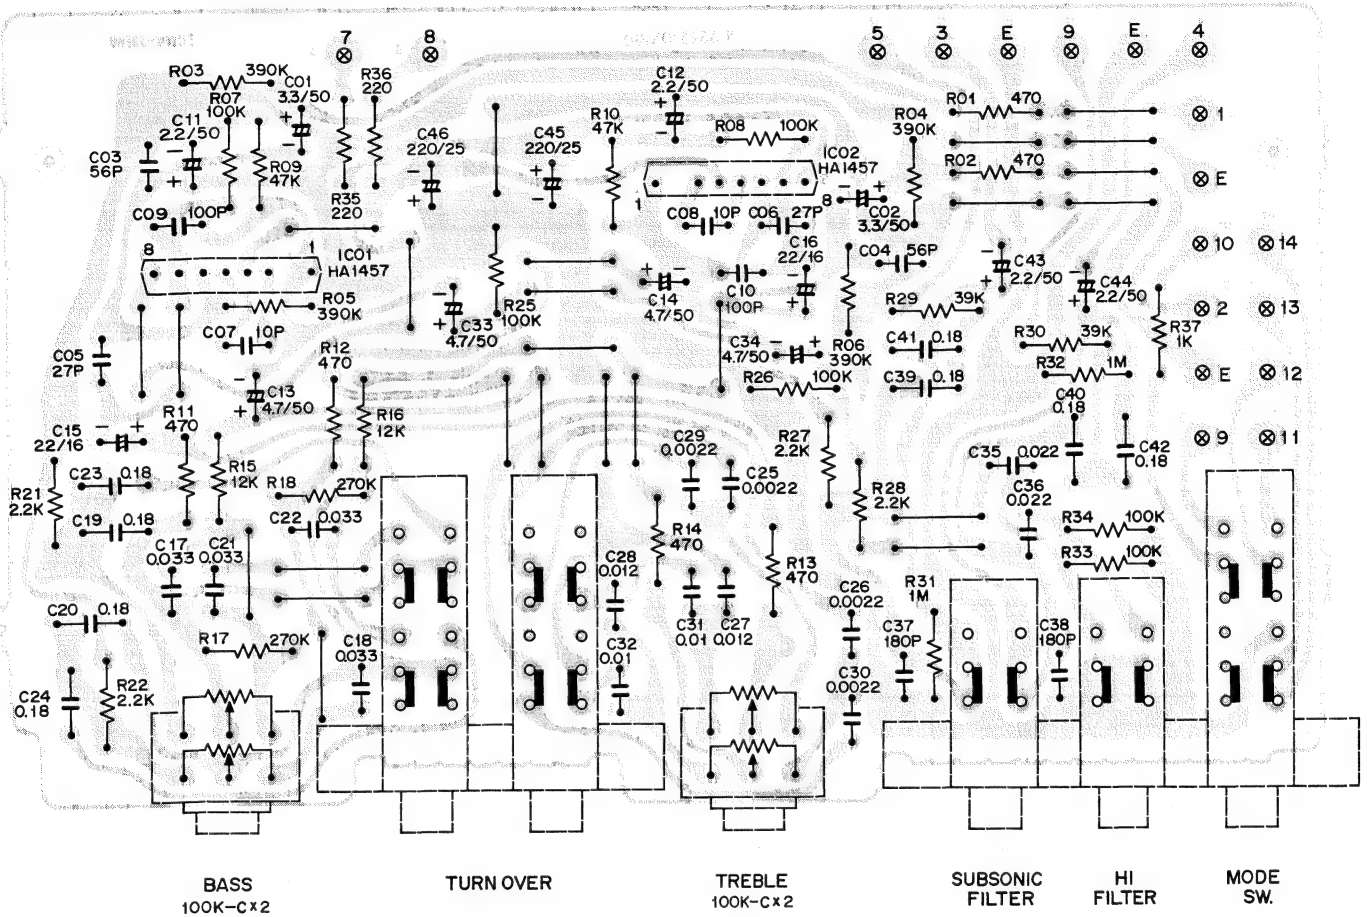 7
8
5
3
E
9
E
4
R03
390K
C01
3.3/50
R36
220
R07
100K
C11
2.2/50
C03
56P
R09
47K
C46
220/25
C45
220/25
R10
47K
C12
2.2/50
R08
100K
IC02
HA1457
R04
390K
R01
470
R02
470
1
E
C09
100P
R35
220
1
8
C08
10P
C06
27P
C02
3.3/50
8
1
IC01
HA1457
C16
22/16
C04
56P
C43
2.2/50
C44
2.2/50
10
14
R05
390K
C07
10P
C33
4.7/50
R25
100K
C14
4.7/50
C10
100P
R29
39K
R37
1K
2
13
C05
27P
R12
470
C34
4.7/50
R06
390K
C41
0.18
R30
39K
R32
1M
R26
100K
C39
0.18
E
12
C13
4.7/50
R11
470
R16
12K
C40
0.18
C15
22/16
C29
0.0022
R27
2.2K
C35
0.022
C42
0.18
9
11
C23
0.18
R15
12K
R18
270K
C25
0.0022
C36
0.022
R21
2.2K
R28
2.2K
C19
0.18
C22
0.033
R14
470
R34
100K
C17
0.033
C21
0.033
C28
0.012
R13
470
R33
100K
R31
1M
C26
0.0022
C20
0.18
C31
0.01
C27
0.012
C37
180P
C38
180P
R17
270K
C18
0.033
C32
0.01
C24
0.18
R22
2.2K
C30
0.0022
BASS
100K-C×2
TURN OVER
TREBLE
100K-C×2
SUBSONIC
FILTER
HI
FILTER
MODE
SW.